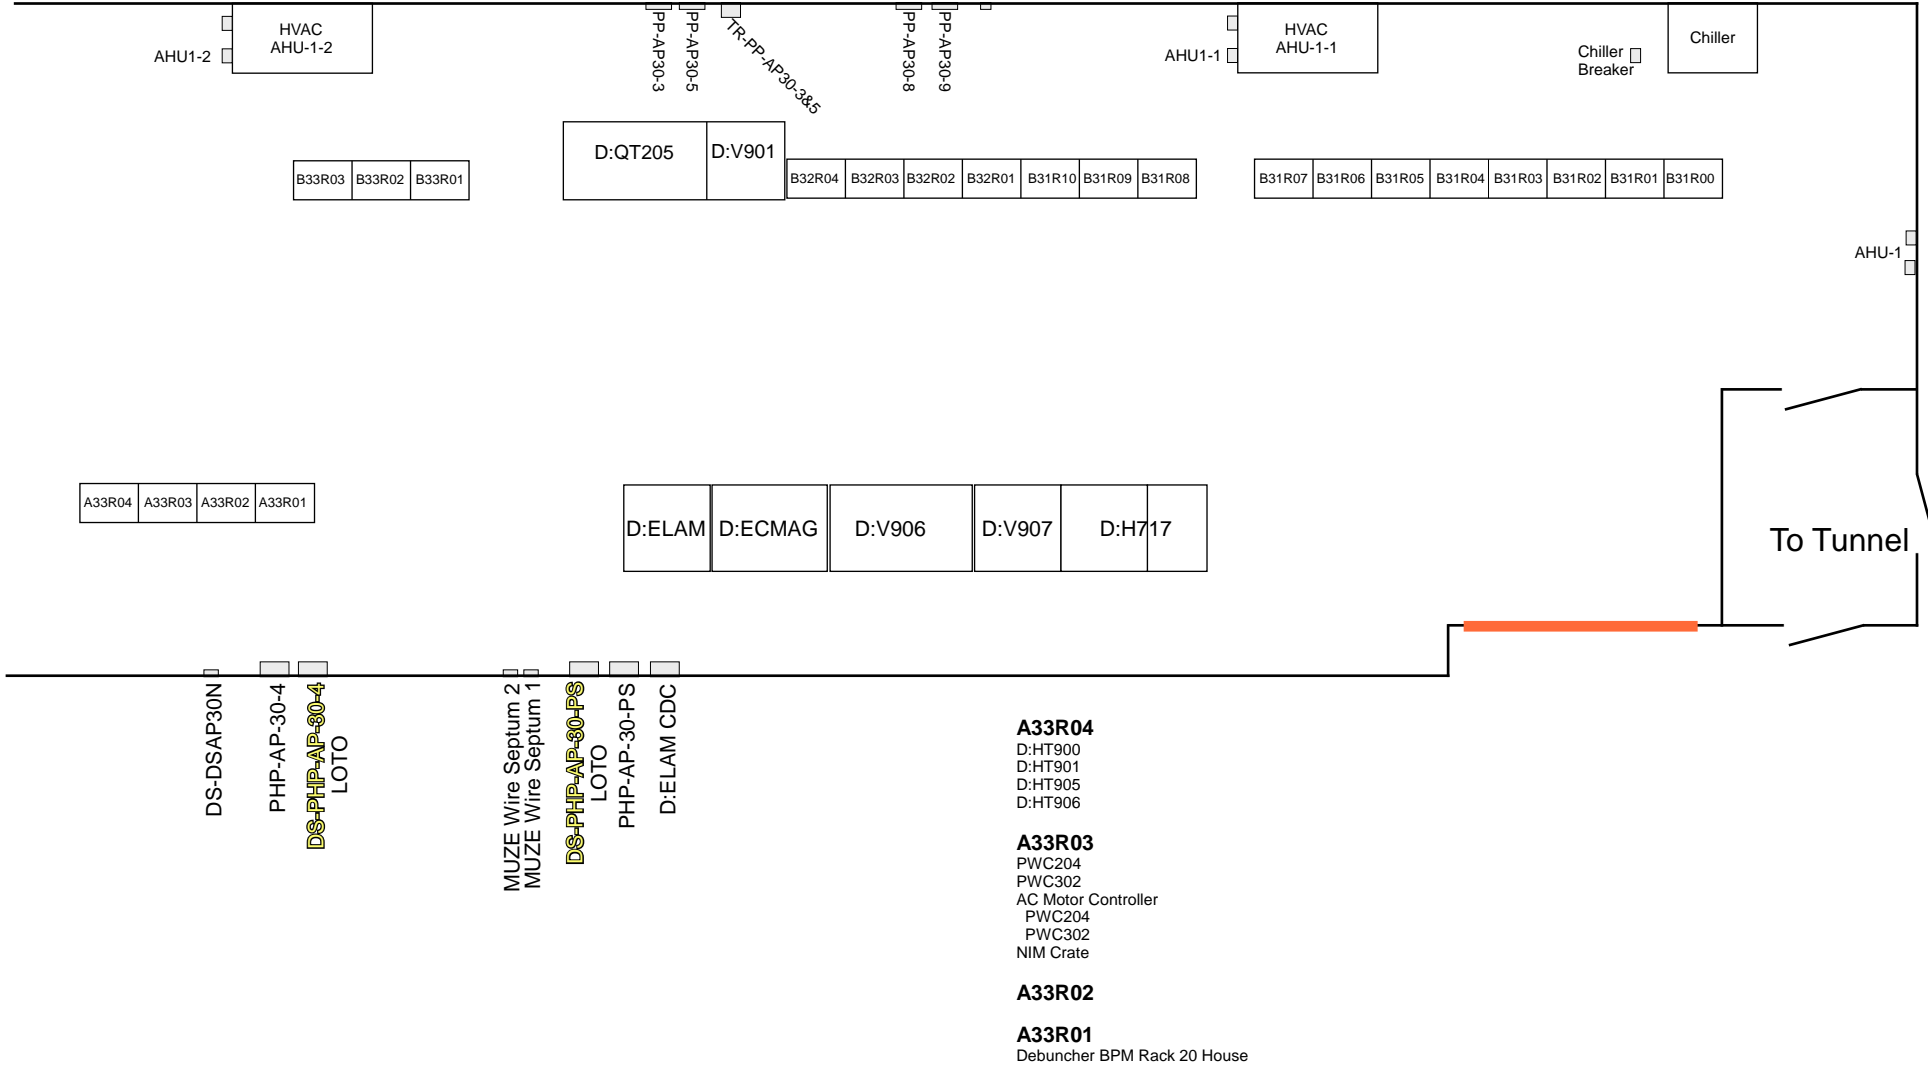 HVAC
AHU-1-2
AHU1-2
PP-AP30-3
PP-AP30-5
TR-PP-AP30-3&5
PP-AP30-8
PP-AP30-9
HVAC
AHU-1-1
AHU1-1
Chiller
Breaker
Chiller
D:QT205
D:V901
B33R03
B33R02
B33R01
B32R04
B32R03
B32R02
B32R01
B31R10
B31R09
B31R08
B31R07
B31R06
B31R05
B31R04
B31R03
B31R02
B31R01
B31R00
AHU-1
A33R04
A33R03
A33R02
A33R01
D:ELAM
D:ECMAG
D:V906
D:V907
D:H717
To Tunnel
DS-DSAP30N
PHP-AP-30-4
DS-PHP-AP-30-4
LOTO
MUZE Wire Septum 2
MUZE Wire Septum 1
DS-PHP-AP-30-PS
LOTO
PHP-AP-30-PS
D:ELAM CDC
A33R04
D:HT900
D:HT901
D:HT905
D:HT906
A33R03
PWC204
PWC302
AC Motor Controller
PWC204
PWC302
NIM Crate
A33R02
A33R01
Debuncher BPM Rack 20 House